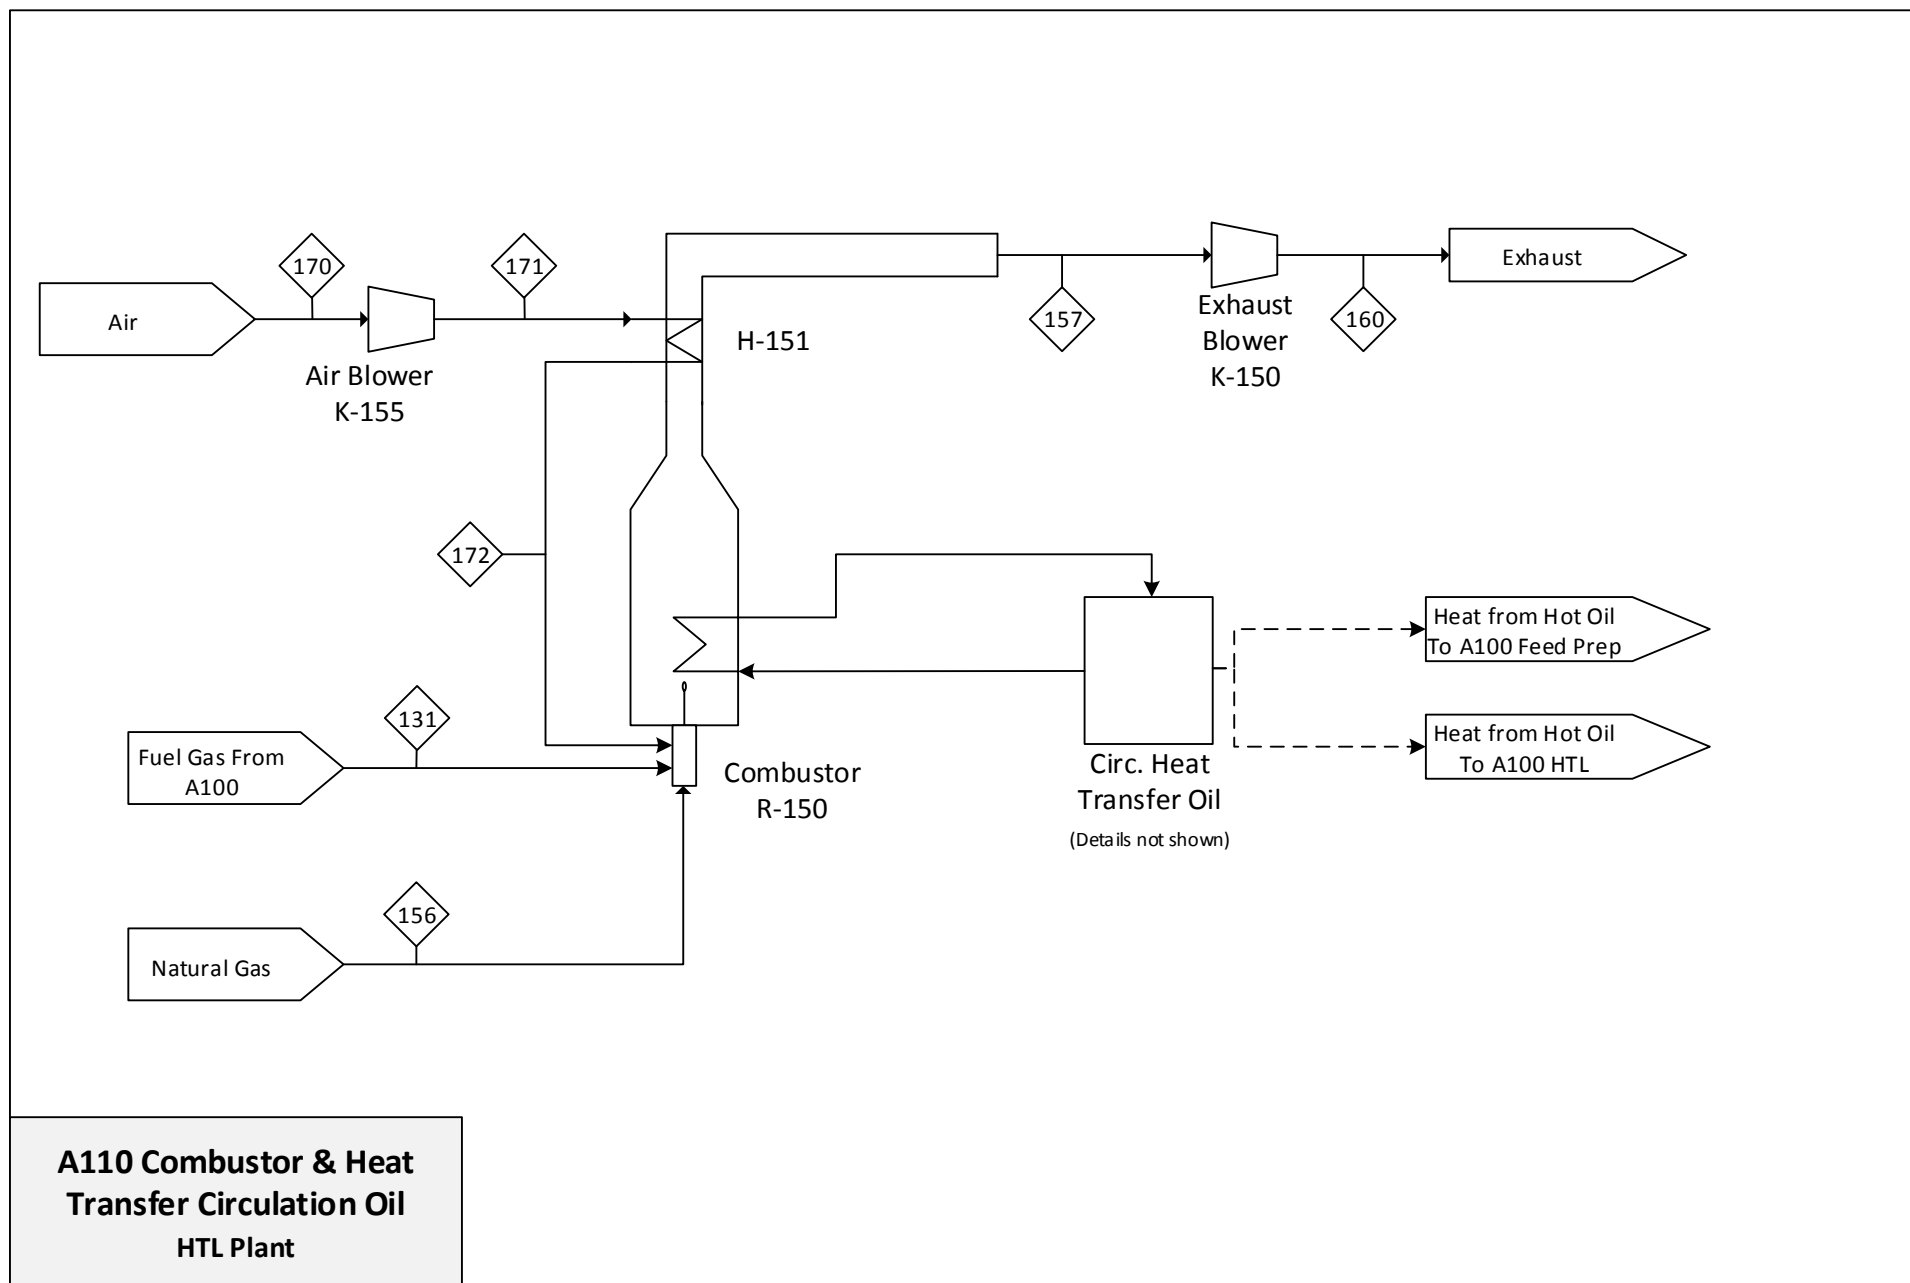 170
171
Air
Air Blower
K-155
H-151
157
Exhaust
Blower
K-150
160
Exhaust
172
131
Fuel Gas From
A100
Combustor
R-150
Circ. Heat
Transfer Oil
(Details not shown)
Heat from Hot Oil
To A100 Feed Prep
Heat from Hot Oil
To A100 HTL
156
Natural Gas
A110 Combustor & Heat
Transfer Circulation Oil
HTL Plant